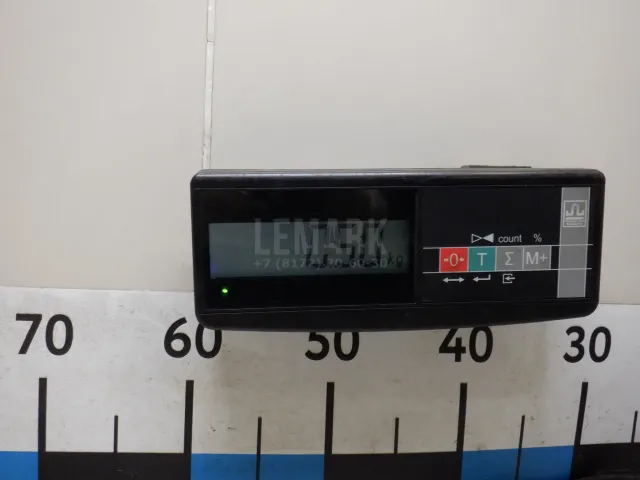 LEMARK
count %
→0← T Σ M+
70 60 50 40 30